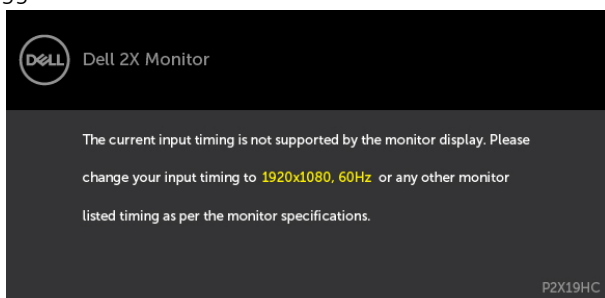 DELL
Dell 2X Monitor
The current input timing is not supported by the monitor display. Please
change your input timing to 1920x1080, 60Hz or any other monitor
listed timing as per the monitor specifications.
P2X19HC